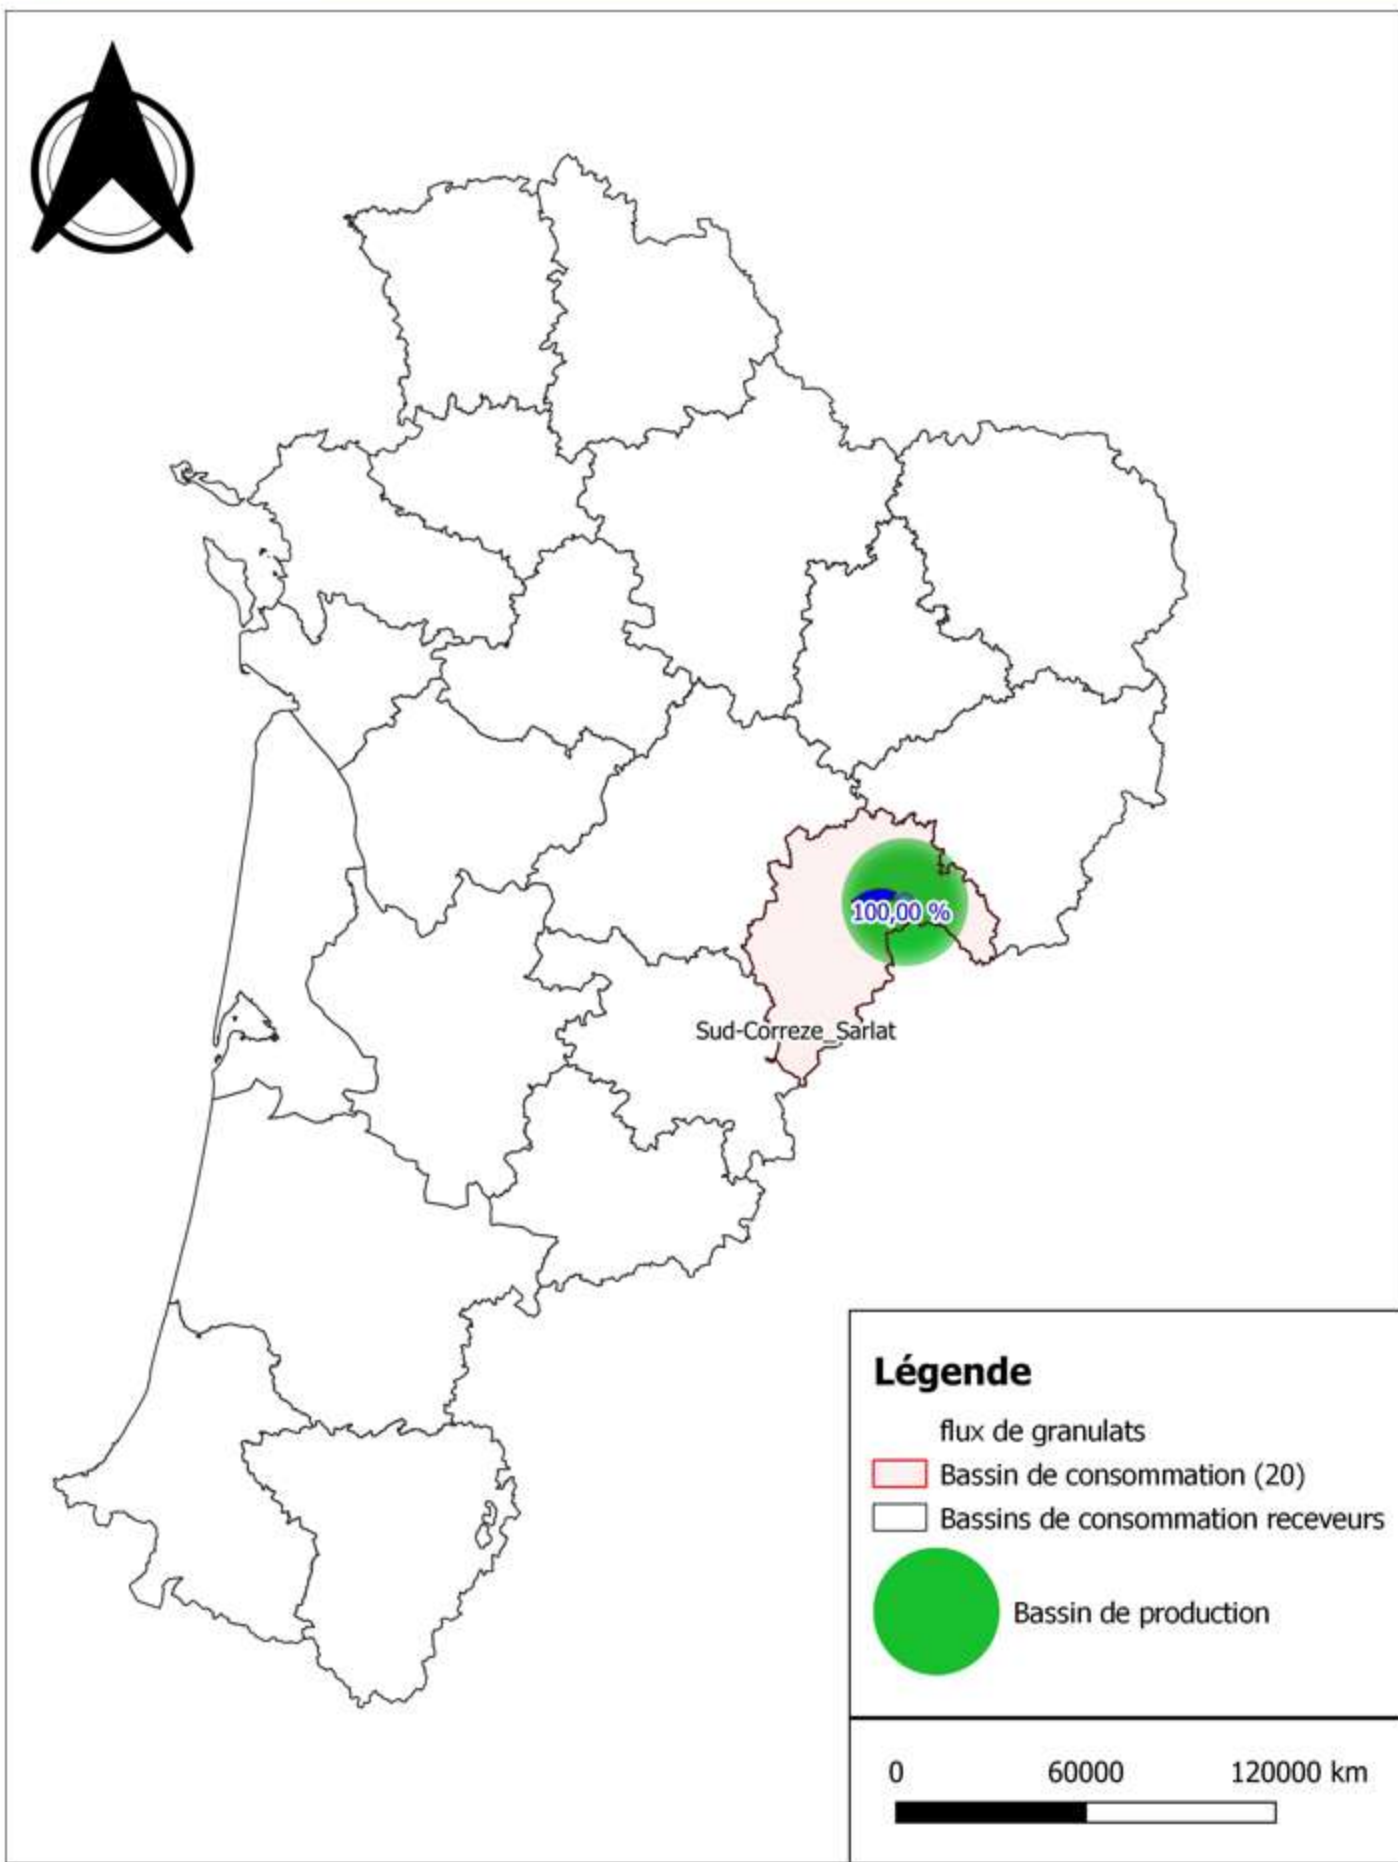 100,00 %
Sud-Correze_Sarlat
Légende
flux de granulats
Bassin de consommation (20)
Bassins de consommation receveurs
Bassin de production
0 60000 120000 km